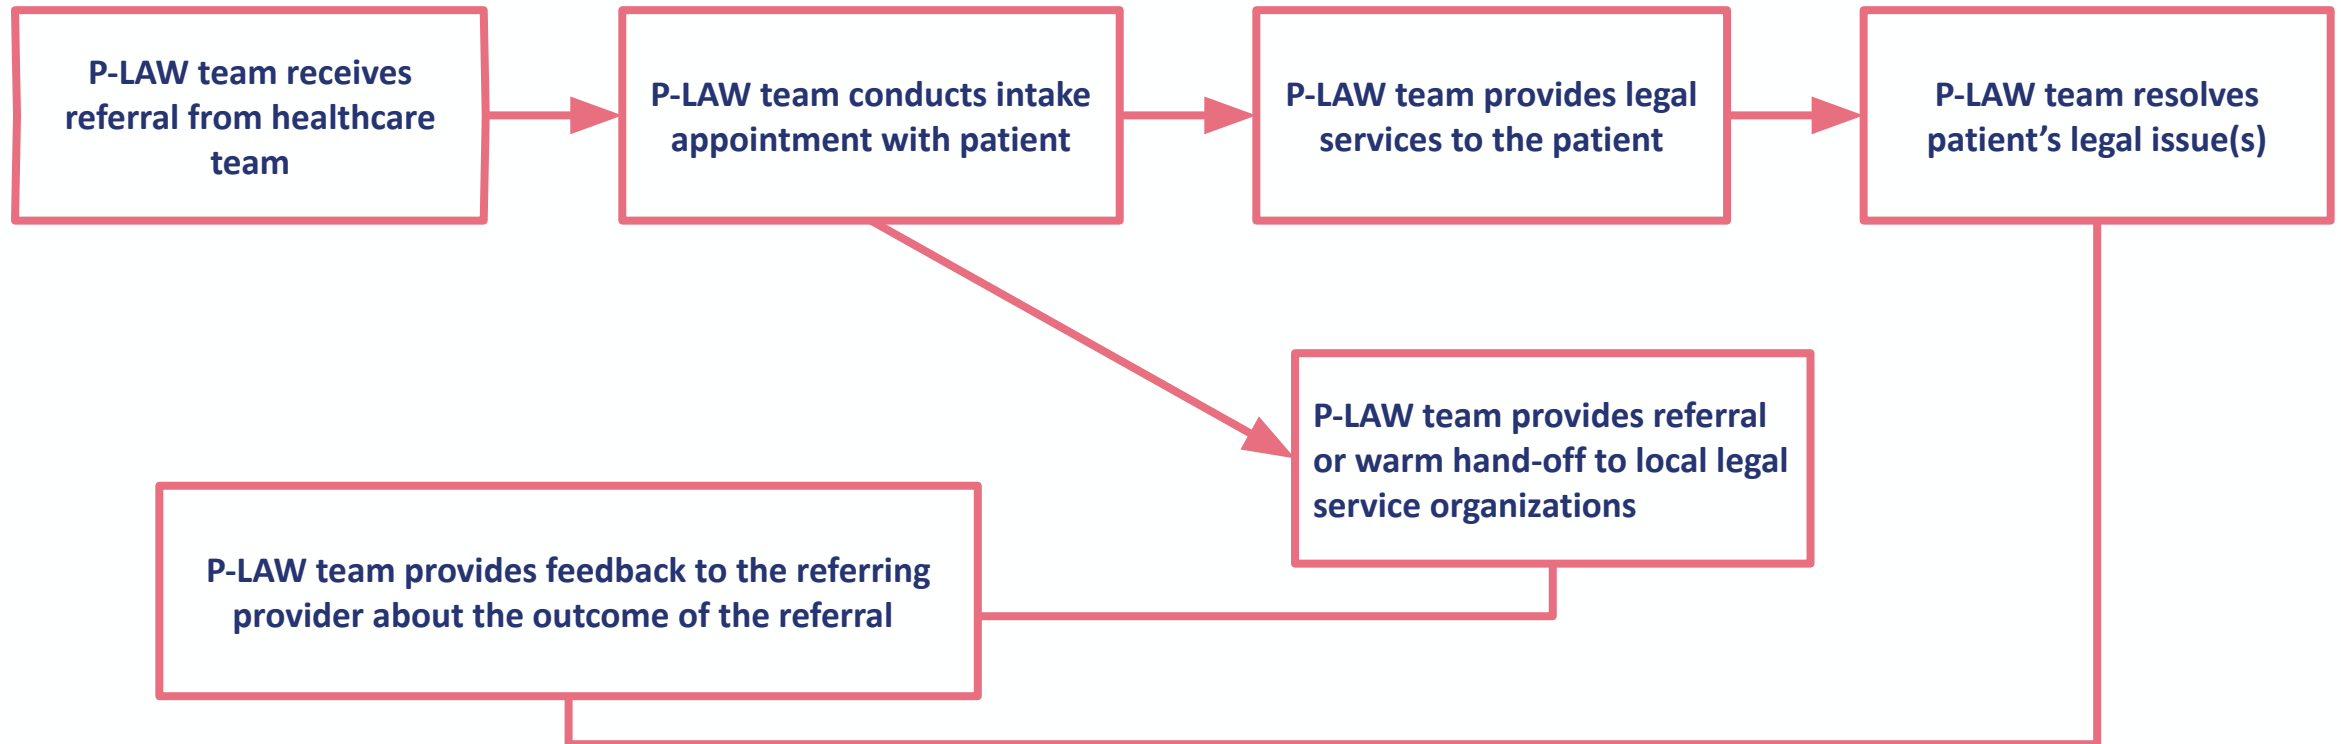 P-LAW team receives
referral from healthcare
team
P-LAW team conducts intake
appointment with patient
P-LAW team provides legal
services to the patient
P-LAW team resolves
patient’s legal issue(s)
P-LAW team provides referral
or warm hand-off to local legal
service organizations
P-LAW team provides feedback to the referring
provider about the outcome of the referral